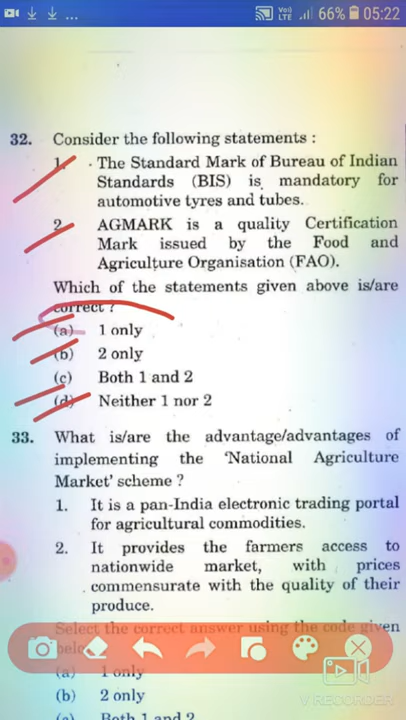 ... VoD LTE 66% 05:22
32. Consider the following statements :
1. The Standard Mark of Bureau of Indian
Standards (BIS) is mandatory for
automotive tyres and tubes.
2. AGMARK is a quality Certification
Mark issued by the Food and
Agriculture Organisation (FAO).
Which of the statements given above is/are
correct ?
(a) 1 only
(b) 2 only
(c) Both 1 and 2
(d) Neither 1 nor 2
33. What is/are the advantage/advantages of
implementing the 'National Agriculture
Market' scheme ?
1. It is a pan-India electronic trading portal
for agricultural commodities.
2. It provides the farmers access to
nationwide market, with prices
commensurate with the quality of their
produce.
Select the correct answer using the code given
(a) 1 only
(b) 2 only
Both 1 and 2
V RECORDER